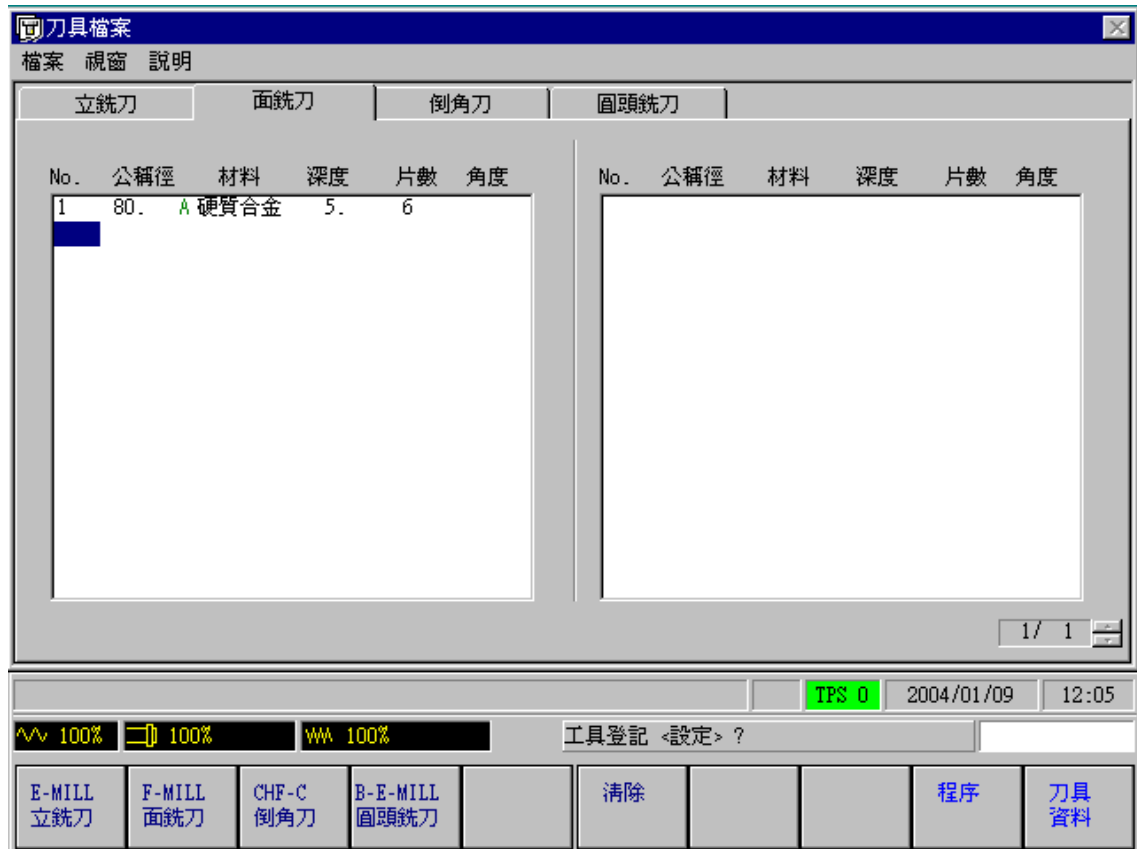 刀具檔案
檔案 視窗 說明
立銑刀 面銑刀 倒角刀 圓頭銑刀
No. 公稱徑 材料 深度 片數 角度 No. 公稱徑 材料 深度 片數 角度
1 80. A 硬質合金 5. 6
1/ 1
TPS 0 2004/01/09 12:05
100% 100% 100% 工具登記 <設定> ?
E-MILL F-MILL CHF-C B-E-MILL 清除 程序 刀具
立銑刀 面銑刀 倒角刀 圓頭銑刀 資料